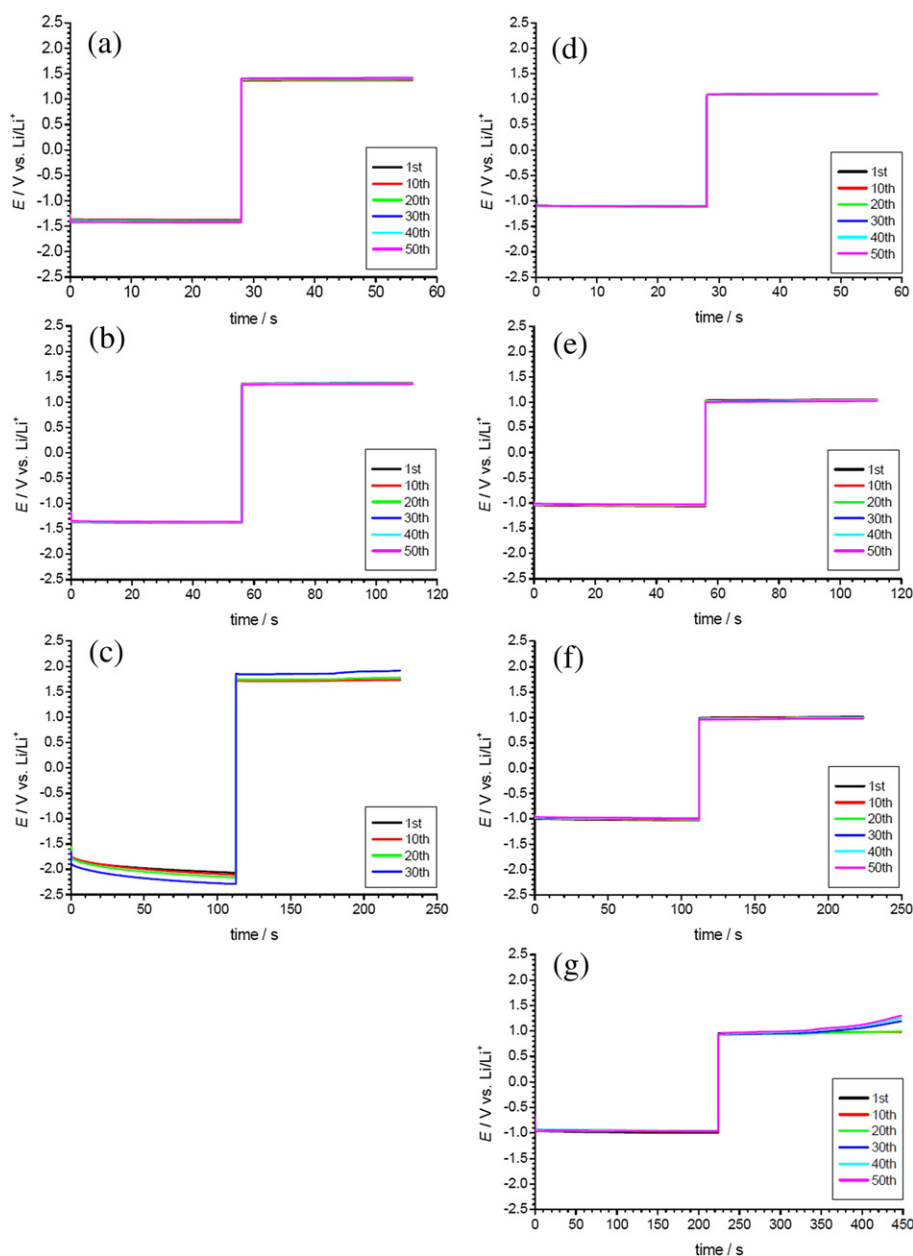 (a)
E / V vs. Li/Li+
2.5
2.0
1.5
1.0
0.5
0.0
-0.5
-1.0
-1.5
-2.0
-2.5
1st
10th
20th
30th
40th
50th
0 10 20 30 40 50 60
time / s
(d)
E / V vs. Li/Li+
2.5
2.0
1.5
1.0
0.5
0.0
-0.5
-1.0
-1.5
-2.0
-2.5
1st
10th
20th
30th
40th
50th
0 10 20 30 40 50 60
time / s
(b)
E / V vs. Li/Li+
2.5
2.0
1.5
1.0
0.5
0.0
-0.5
-1.0
-1.5
-2.0
-2.5
1st
10th
20th
30th
40th
50th
0 20 40 60 80 100 120
time / s
(e)
E / V vs. Li/Li+
2.5
2.0
1.5
1.0
0.5
0.0
-0.5
-1.0
-1.5
-2.0
-2.5
1st
10th
20th
30th
40th
50th
0 20 40 60 80 100 120
time / s
(c)
E / V vs. Li/Li+
2.5
2.0
1.5
1.0
0.5
0.0
-0.5
-1.0
-1.5
-2.0
-2.5
1st
10th
20th
30th
0 50 100 150 200 250
time / s
(f)
E / V vs. Li/Li+
2.5
2.0
1.5
1.0
0.5
0.0
-0.5
-1.0
-1.5
-2.0
-2.5
1st
10th
20th
30th
40th
50th
0 50 100 150 200 250
time / s
(g)
E / V vs. Li/Li+
2.5
2.0
1.5
1.0
0.5
0.0
-0.5
-1.0
-1.5
-2.0
-2.5
1st
10th
20th
30th
40th
50th
0 50 100 150 200 250 300 350 400 450
time / s